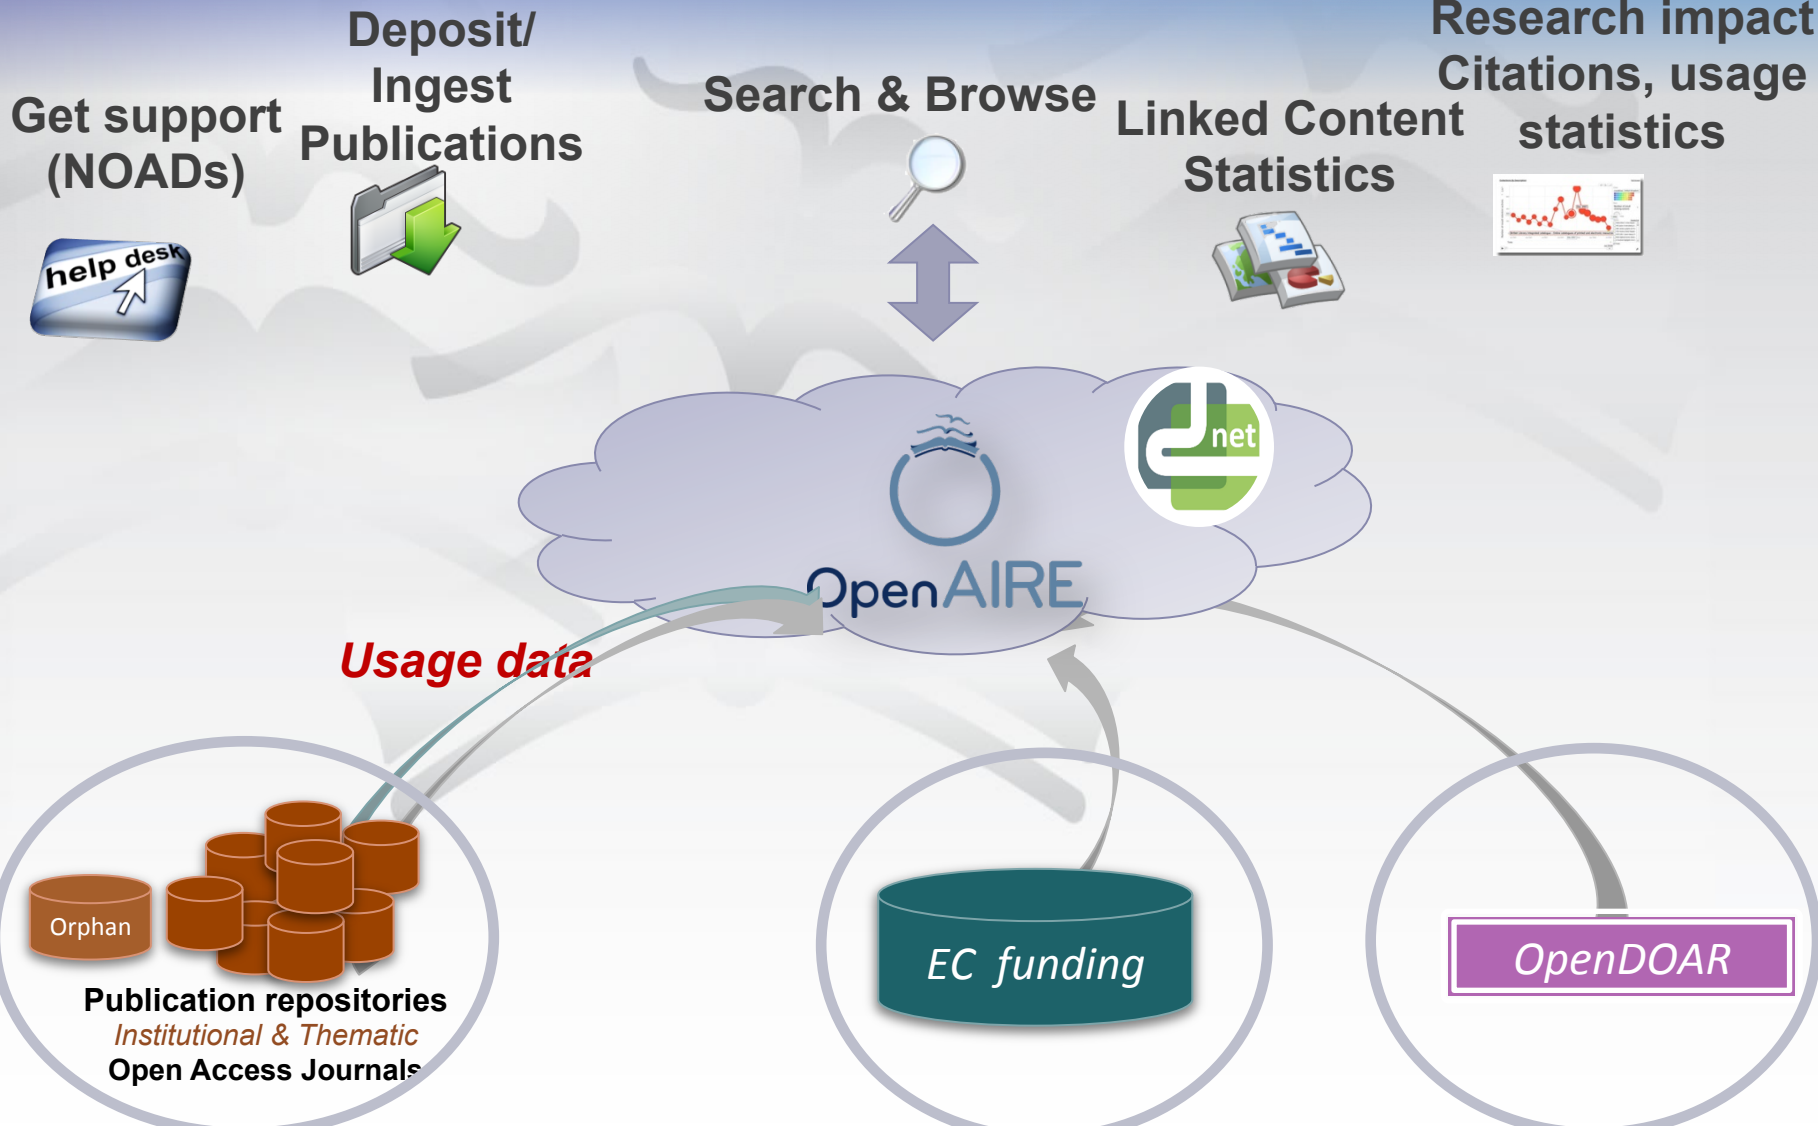 Get support
(NOADs)
Deposit/
Ingest
Publications
Search & Browse
Linked Content
Statistics
Research impact
Citations, usage
statistics
help desk
net
OpenAIRE
Usage data
Orphan
Publication repositories
Institutional & Thematic
Open Access Journals
EC funding
OpenDOAR